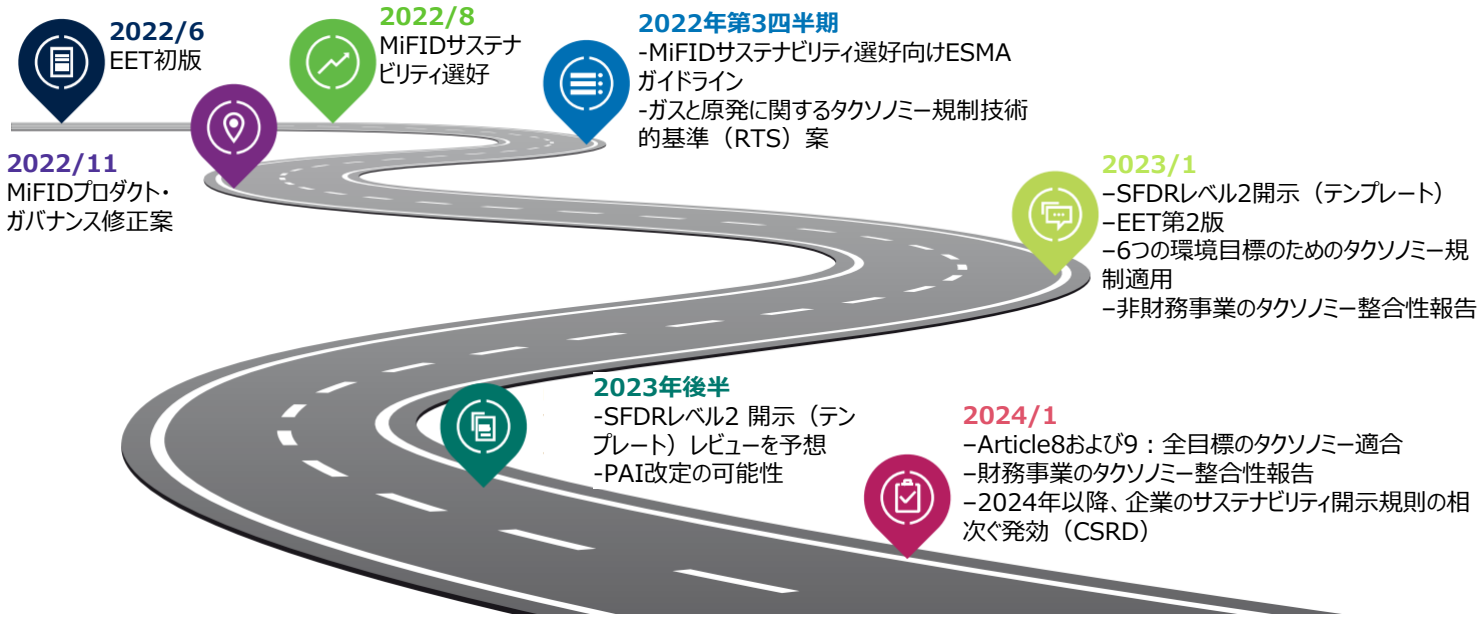 2022/6
EET初版
2022/8
MiFIDサステナ
ビリティ選好
2022年第3四半期
-MiFIDサステナビリティ選好向けESMA
ガイドライン
-ガスと原発に関するタクソノミー規制技術
的基準（RTS）案
2022/11
MiFIDプロダクト・
ガバナンス修正案
2023/1
–SFDRレベル2開示（テンプレート）
–EET第2版
–6つの環境目標のためのタクソノミー規
制適用
–非財務事業のタクソノミー整合性報告
2023年後半
-SFDRレベル2 開示（テン
プレート）レビューを予想
-PAI改定の可能性
2024/1
–Article8および9：全目標のタクソノミー適合
–財務事業のタクソノミー整合性報告
–2024年以降、企業のサステナビリティ開示規則の相
次ぐ発効（CSRD）